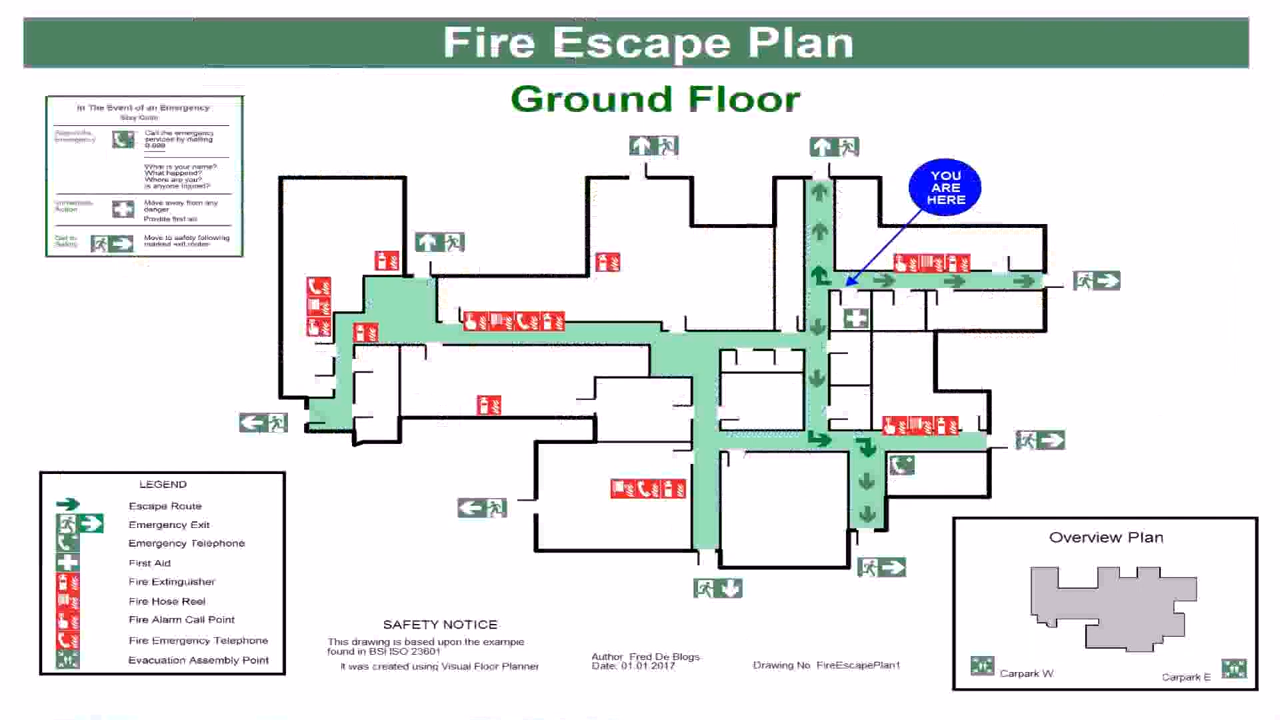 Fire Escape Plan
Ground Floor
In The Event of an Emergency
Stay Calm
Call the emergency
services by dialling
What is your name?
What happened?
Where are you?
Is anyone injured?
Move away from any
danger
Provide first aid
Move to safety following
marked exit routes
YOU
ARE
HERE
LEGEND
Escape Route
Emergency Exit
Emergency Telephone
First Aid
Fire Extinguisher
Fire Hose Reel
Fire Alarm Call Point
Fire Emergency Telephone
Evacuation Assembly Point
SAFETY NOTICE
This drawing is based upon the example
found in BSI ISO 23601
It was created using Visual Floor Planner
Author Fred De Blogs
Date: 01.01.2017
Drawing No. FireEscapePlan1
Overview Plan
Carpark W
Carpark E